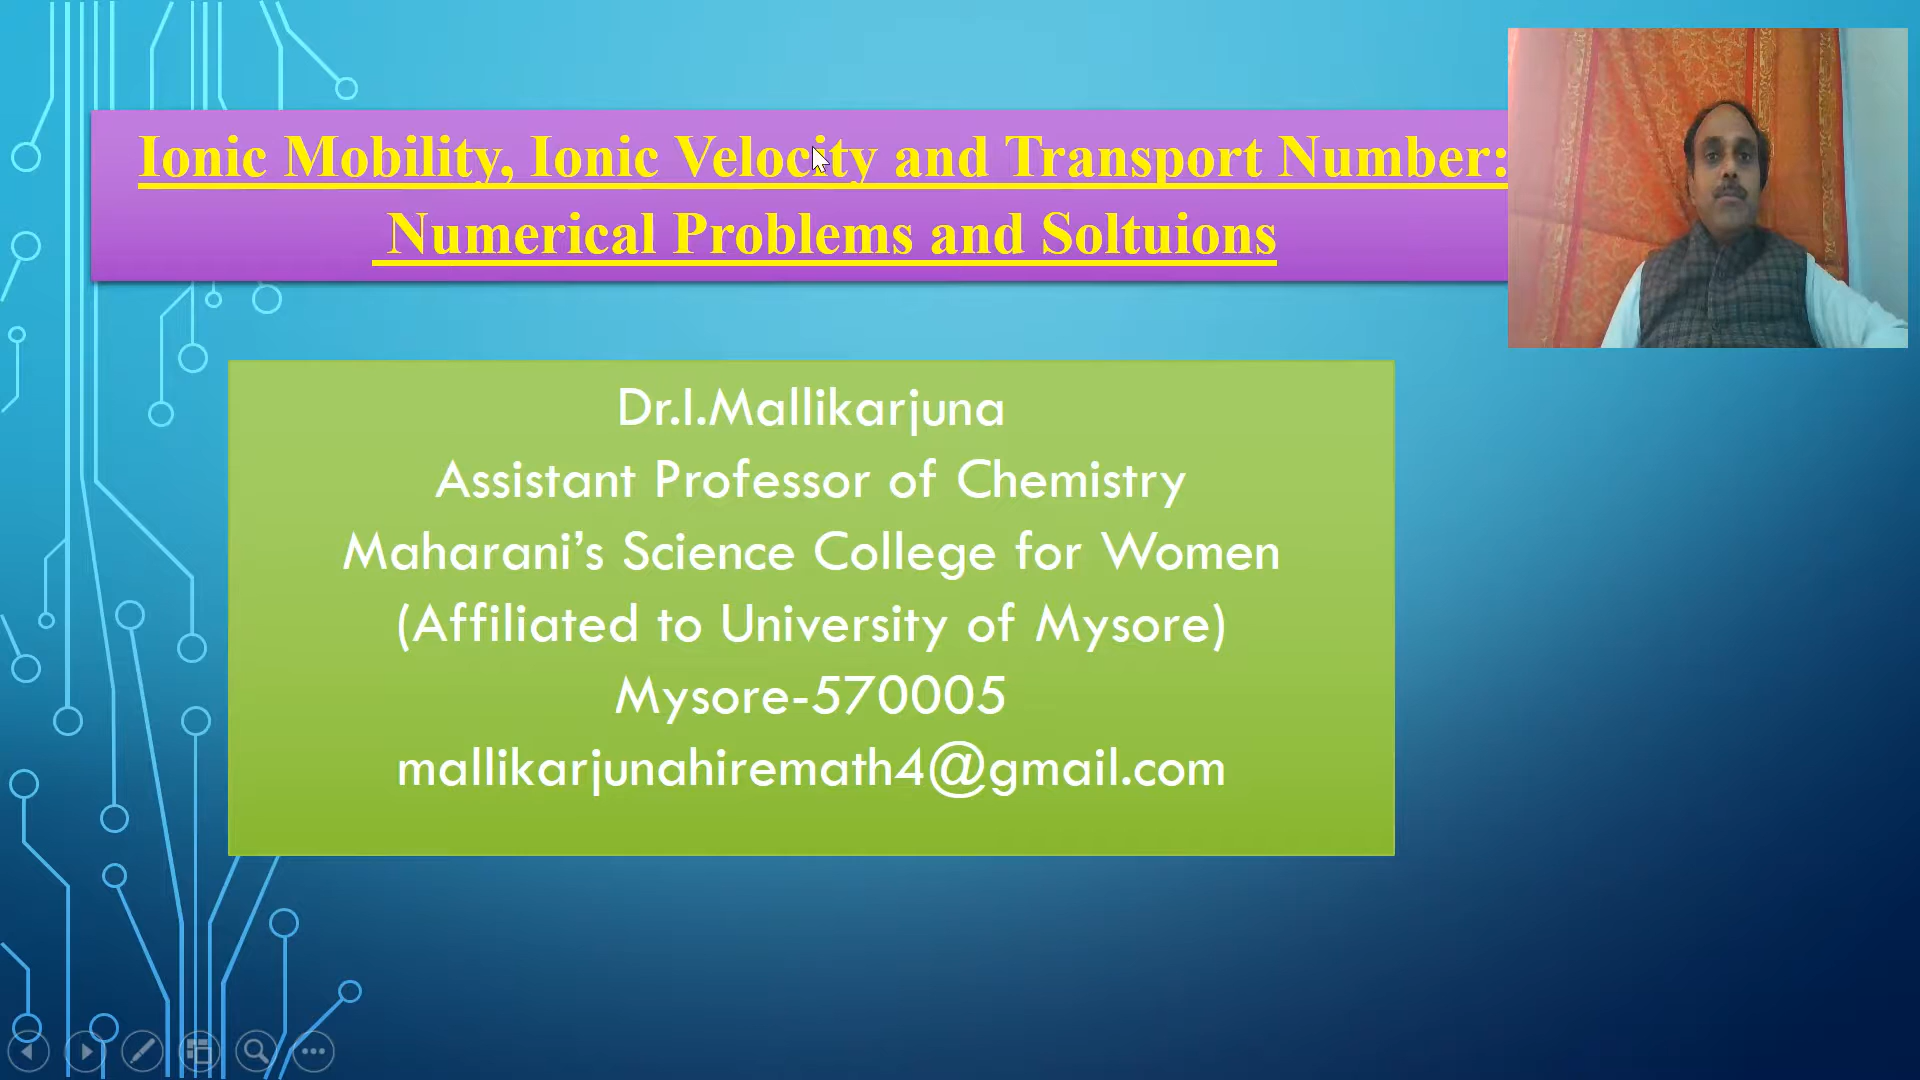 Ionic Mobility, Ionic Velocity and Transport Number:
Numerical Problems and Soltuions
Dr.I.Mallikarjuna
Assistant Professor of Chemistry
Maharani’s Science College for Women
(Affiliated to University of Mysore)
Mysore-570005
mallikarjunahiremath4@gmail.com